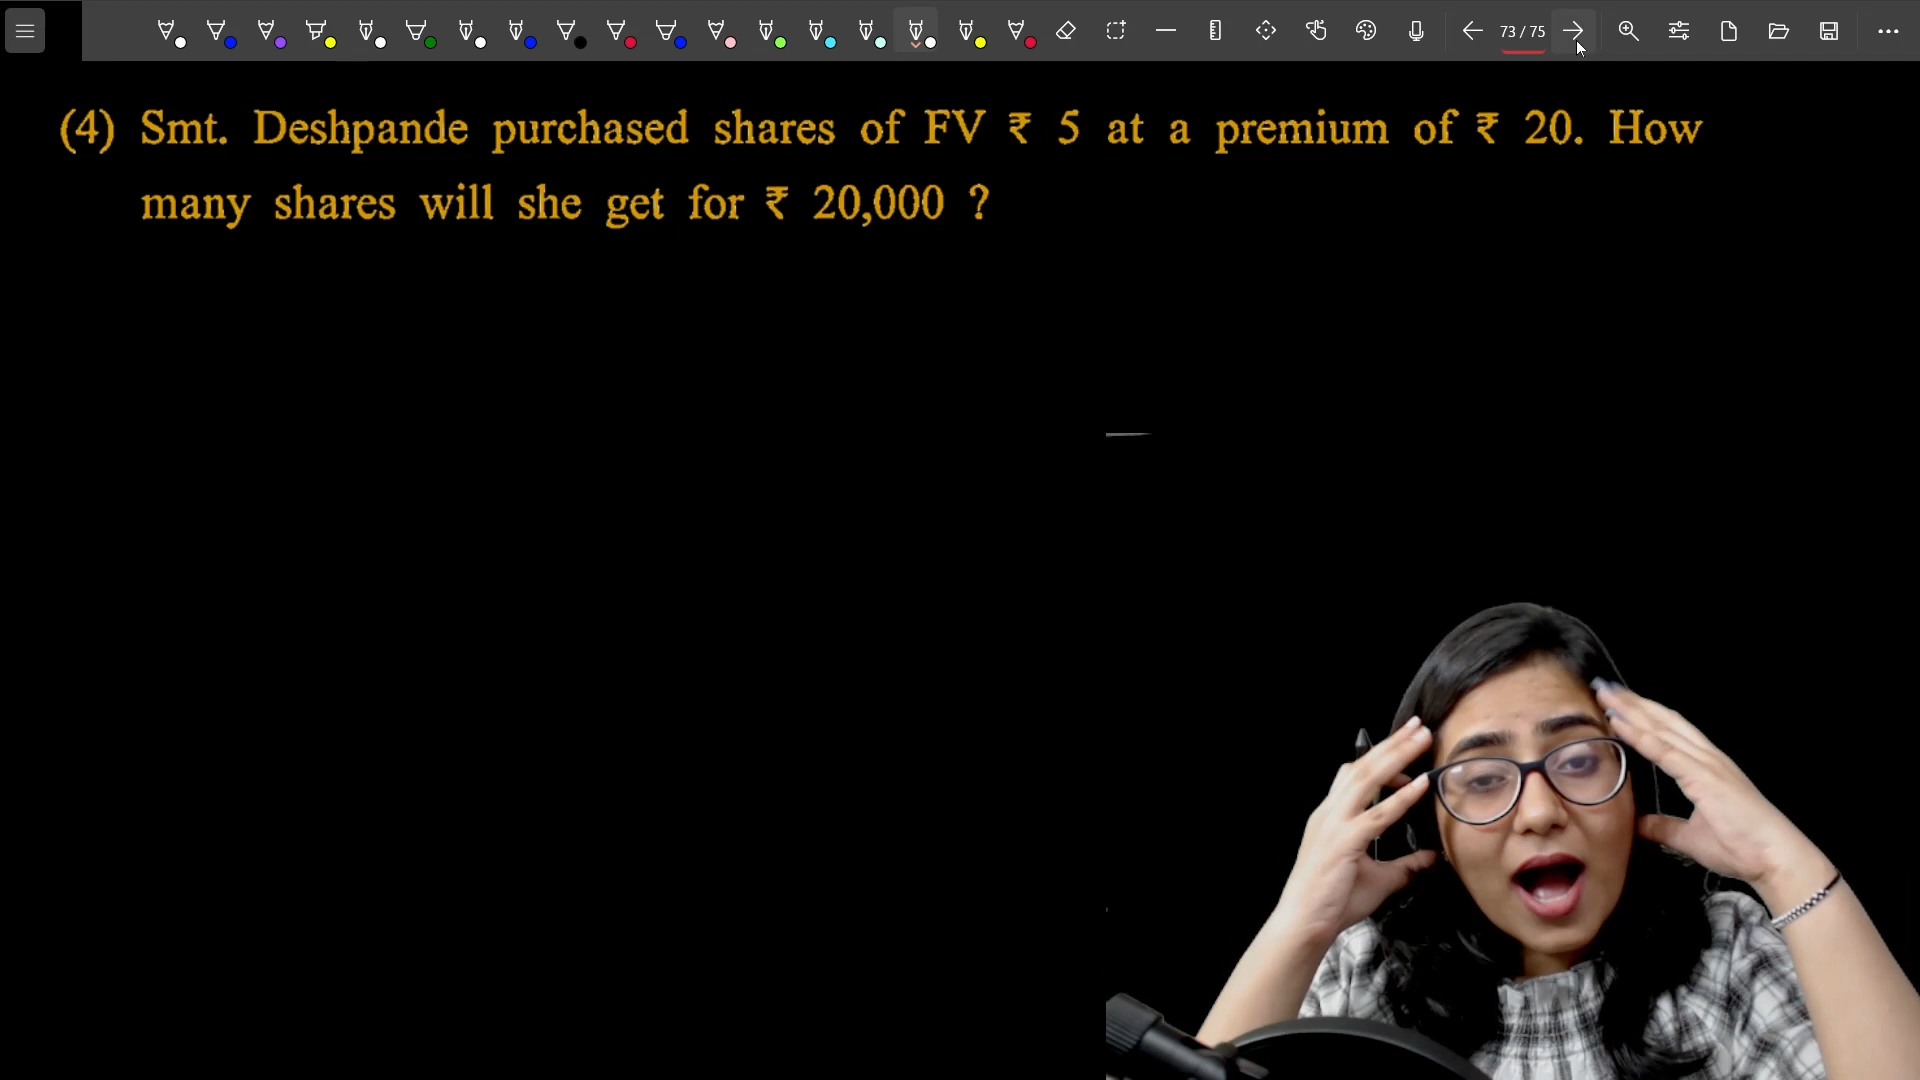 73 / 75
(4) Smt. Deshpande purchased shares of FV ₹ 5 at a premium of ₹ 20. How
many shares will she get for ₹ 20,000 ?